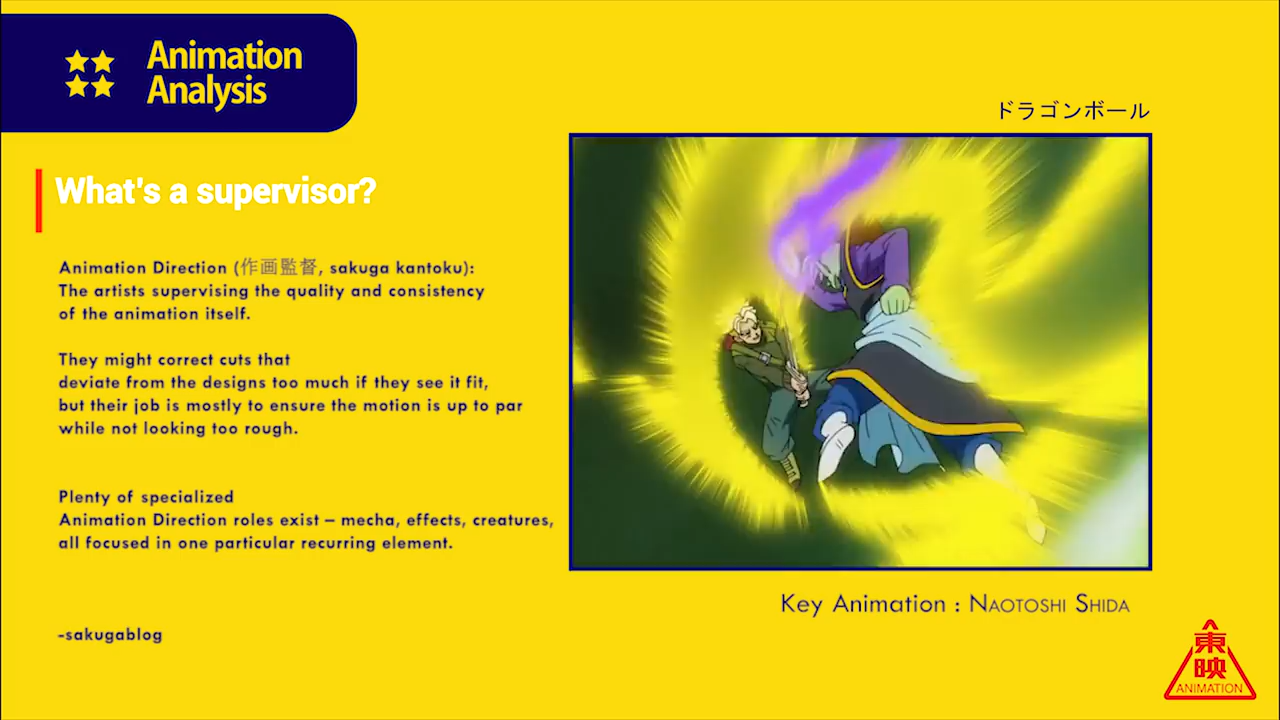 Animation
Analysis
ドラゴンボール
What's a supervisor?
Animation Direction (作画監督, sakuga kantoku):
The artists supervising the quality and consistency
of the animation itself.
They might correct cuts that
deviate from the designs too much if they see it fit,
but their job is mostly to ensure the motion is up to par
while not looking too rough.
Plenty of specialized
Animation Direction roles exist – mecha, effects, creatures,
all focused in one particular recurring element.
-sakugablog
Key Animation : NAOTOSHI SHIDA
東
映
ANIMATION